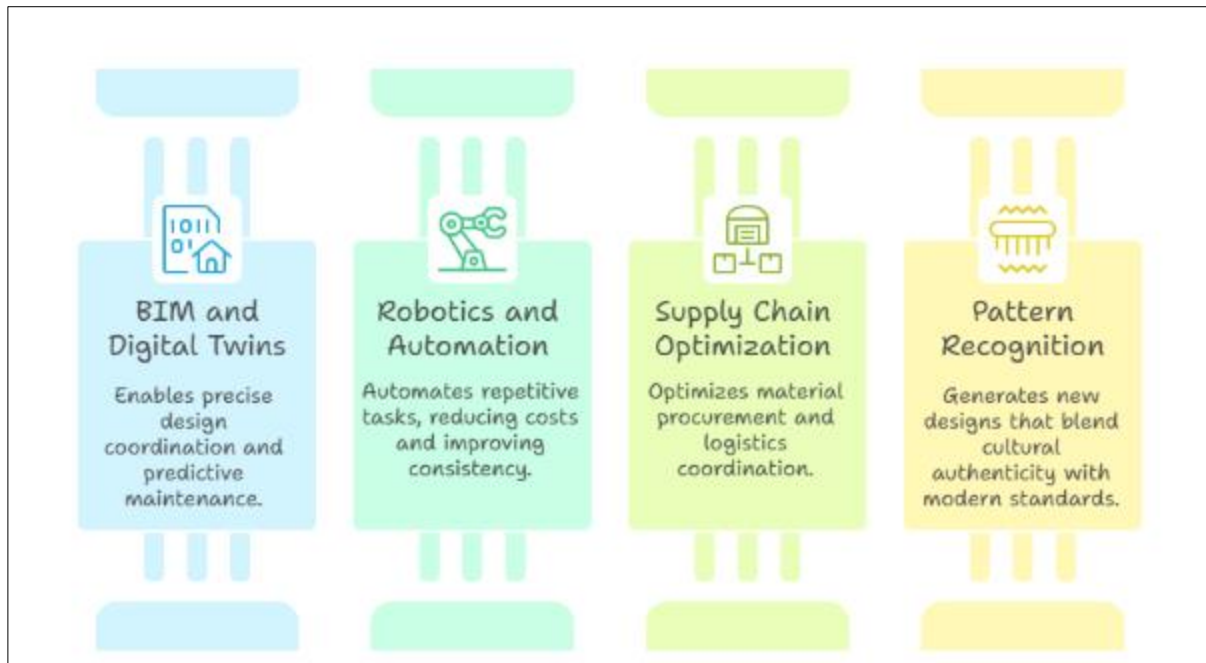 1011
01
BIM and
Digital Twins
Enables precise
design
coordination and
predictive
maintenance.
Robotics and
Automation
Automates repetitive
tasks, reducing costs
and improving
consistency.
Supply Chain
Optimization
Optimizes material
procurement and
logistics
coordination.
Pattern
Recognition
Generates new
designs that blend
cultural
authenticity with
modern standards.